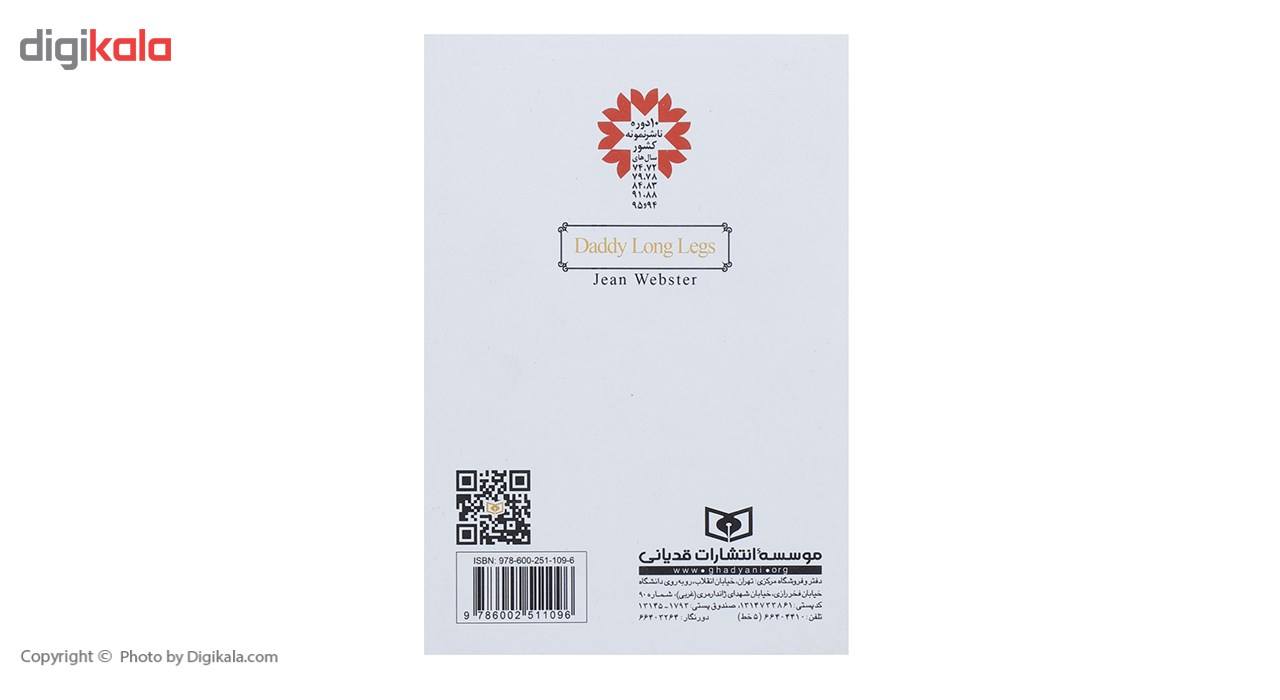 digikala
۱۰دوره
ناشرنمونه
کشور
سال‌های
۷۴،۷۲
۷۹،۷۸
۸۴،۸۳
۹۱،۸۸
۹۵و۹۴
Daddy Long Legs
Jean Webster
موسسهٔ انتشارات قدیانی
www.ghadyani.org
دفتر و فروشگاه مرکزی: تهران، خیابان انقلاب، روبه‌روی دانشگاه
خیابان فخررازی، خیابان شهدای ژاندارمری (غربی)، شماره ۹۰
کد پستی: ۱۳۱۴۷۳۳۸۶۱، صندوق پستی: ۱۷۹۳-۱۳۱۴۵
تلفن: ۶۶۴۰۴۴۱۰ (۵ خط) دورنگار: ۶۶۴۰۳۲۶۴
ISBN: 978-600-251-109-6
9 786002 511096
Copyright © Photo by Digikala.com